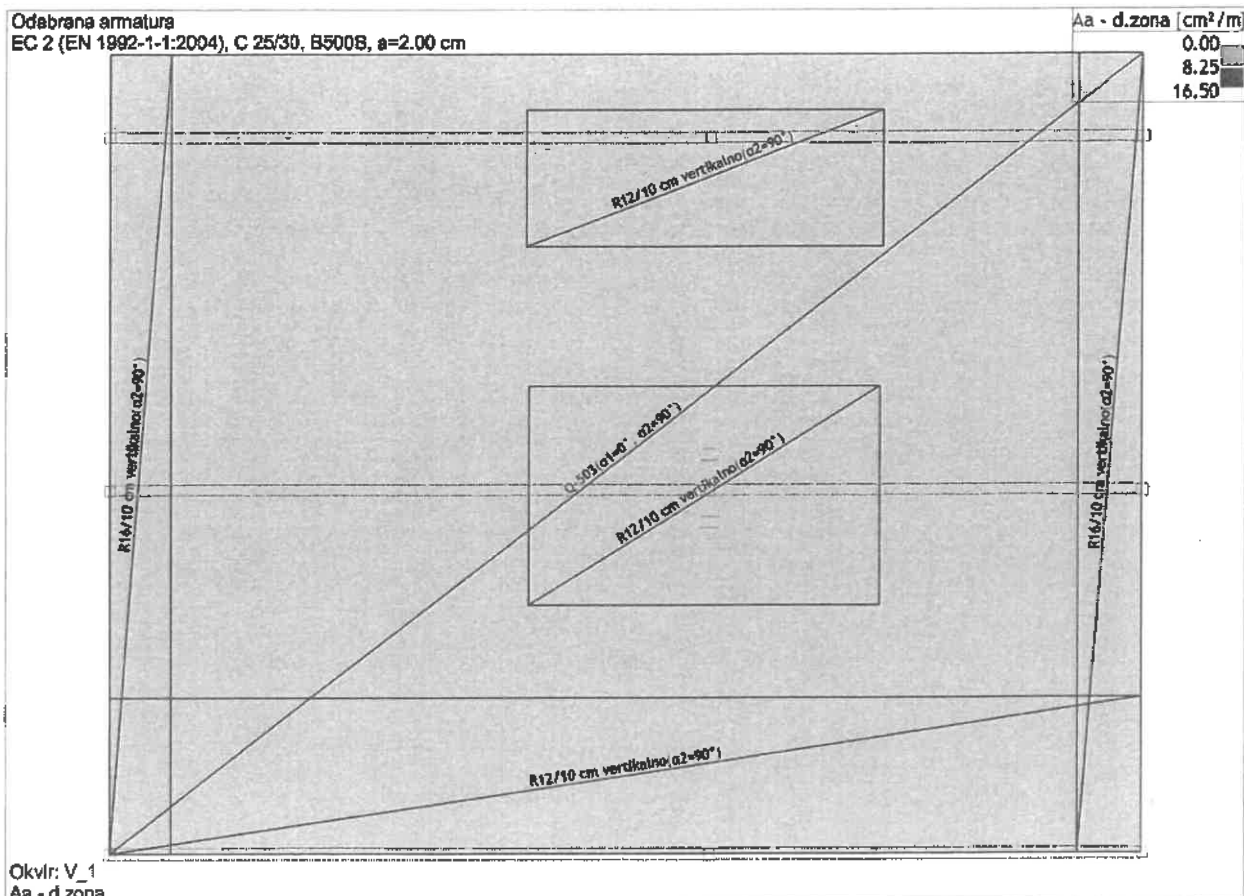 Odabrana armatura
EC 2 (EN 1992-1-1:2004), C 25/30, B500B, a=2.00 cm
Aa - d.zona [cm²/m]
0.00
8.25
16.50
R12/10 cm vertikalno(α2=90°)
R16/10 cm vertikalno(α2=90°)
Q-503(α1=0°, α2=90°)
R12/10 cm vertikalno(α2=90°)
R16/10 cm vertikalno(α2=90°)
R12/10 cm vertikalno(α2=90°)
Okvir: V_1
Aa - d.zona